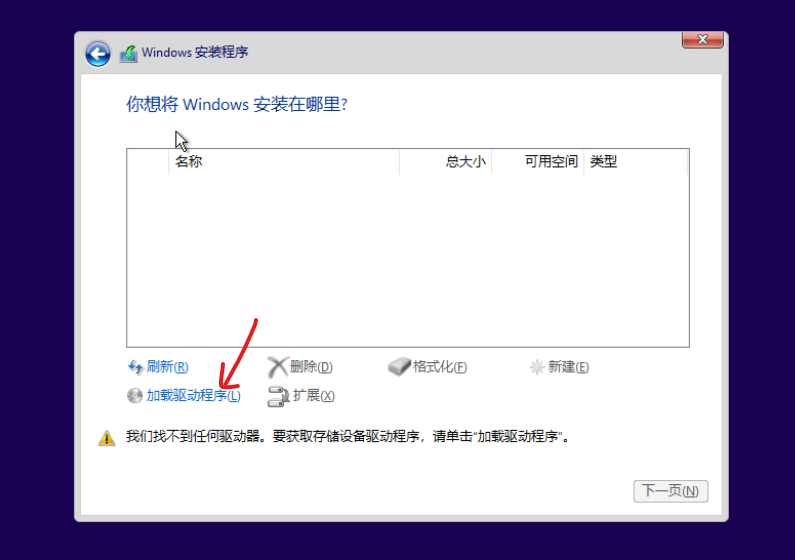 Windows 安装程序
你想将 Windows 安装在哪里?
名称 总大小 可用空间 类型
刷新(R) 删除(D) 格式化(F) 新建(E)
加载驱动程序(L) 扩展(X)
我们找不到任何驱动器。要获取存储设备驱动程序，请单击"加载驱动程序"。
下一页(N)